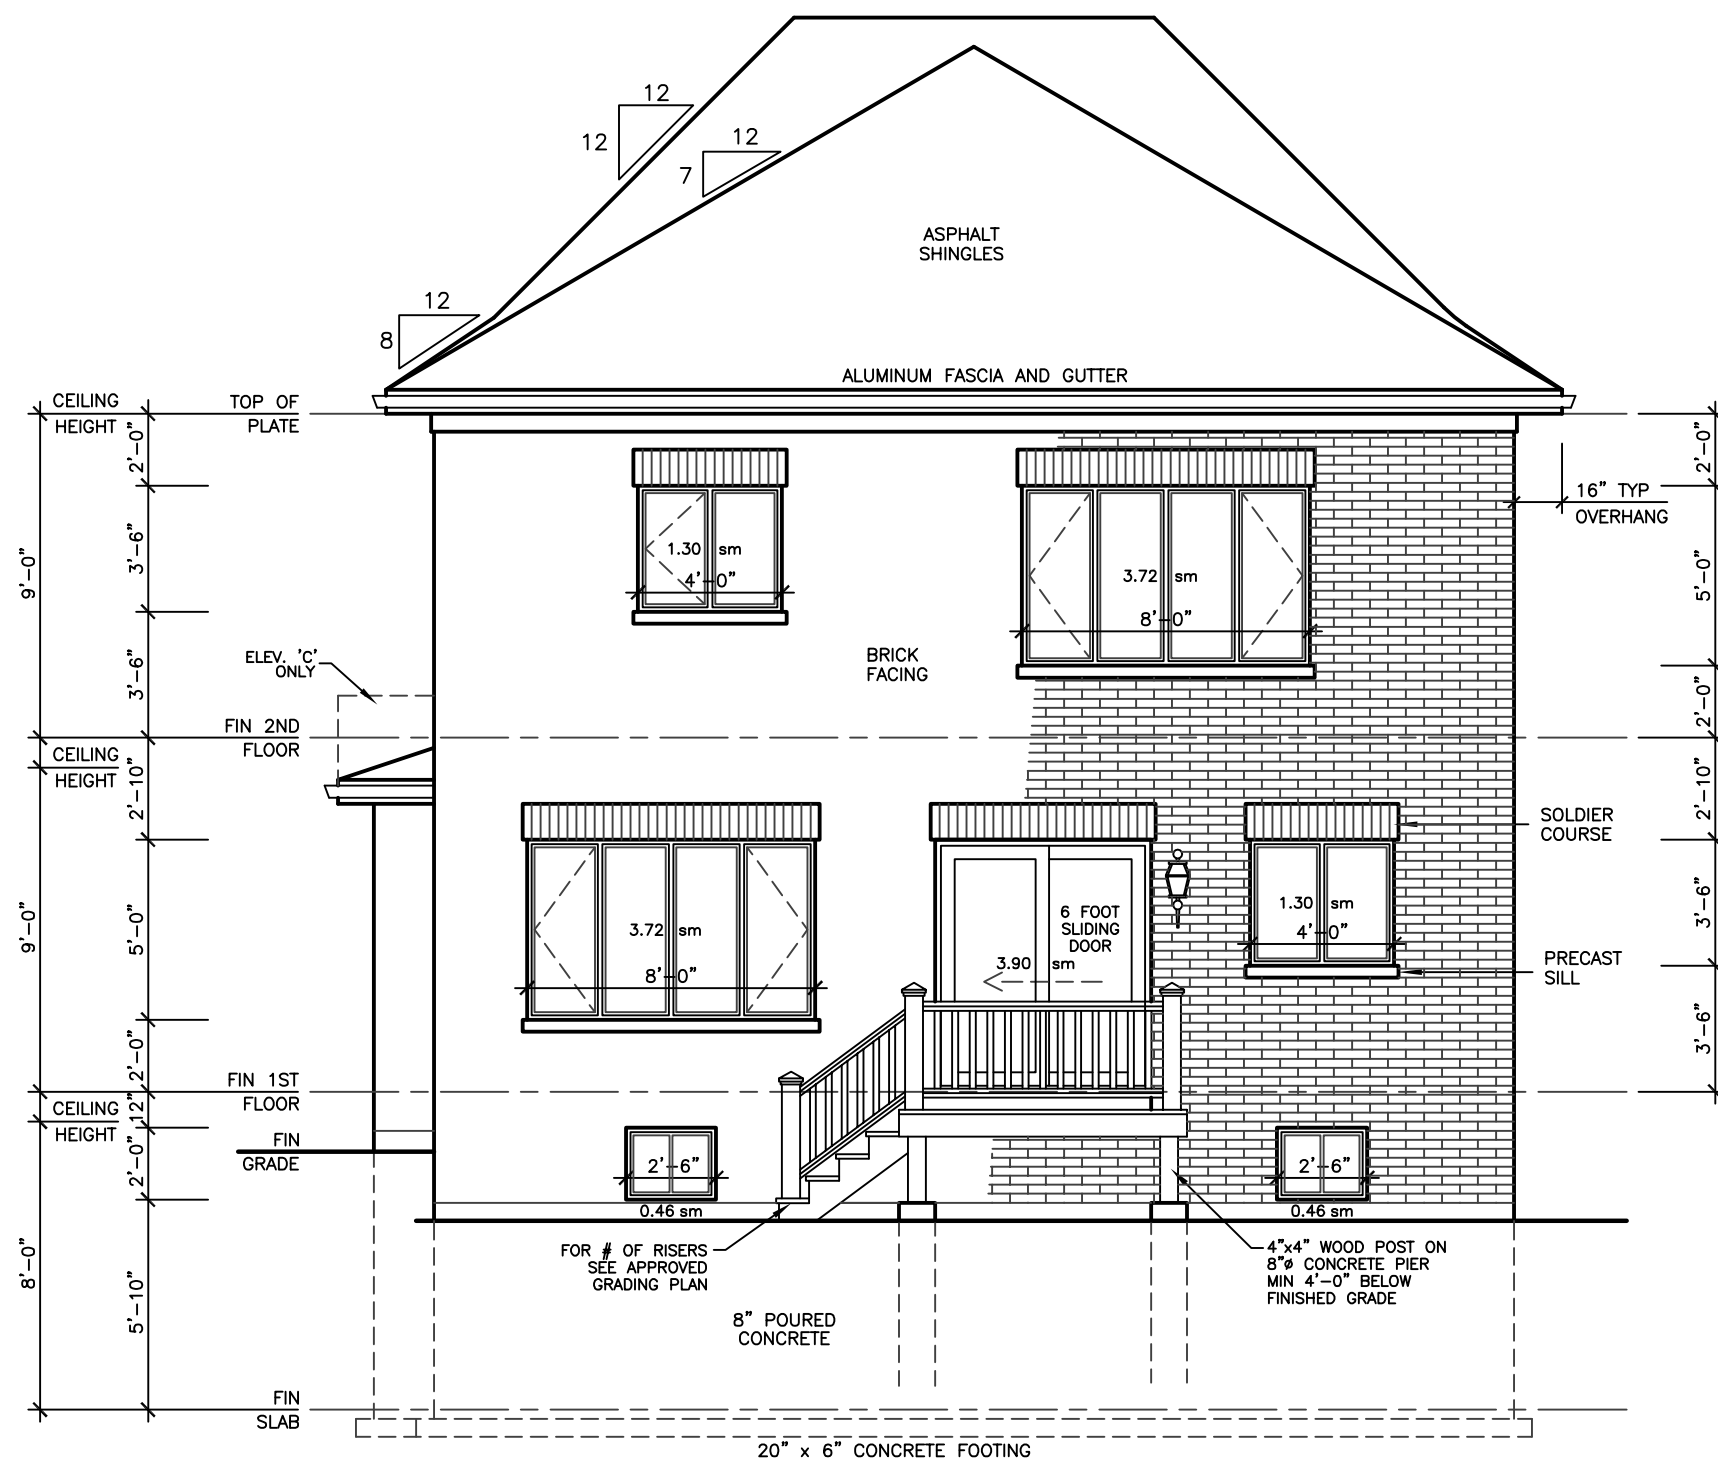 12
12
12
7
ASPHALT
SHINGLES
12
8
ALUMINUM FASCIA AND GUTTER
CEILING
HEIGHT
TOP OF
PLATE
2'-0"
2'-0"
16" TYP
OVERHANG
1.30 sm
4'-0"
3.72 sm
8'-0"
9'-0"
3'-6"
5'-0"
BRICK
FACING
ELEV. 'C'
ONLY
3'-6"
2'-0"
FIN 2ND
FLOOR
CEILING
HEIGHT
2'-10"
2'-10"
SOLDIER
COURSE
6 FOOT
SLIDING
DOOR
3.90 sm
1.30 sm
4'-0"
3.72 sm
8'-0"
9'-0"
5'-0"
3'-6"
PRECAST
SILL
2'-0"
3'-6"
FIN 1ST
FLOOR
CEILING
HEIGHT
12"
FIN
GRADE
2'-0"
2'-6"
2'-6"
0.46 sm
0.46 sm
FOR # OF RISERS
SEE APPROVED
GRADING PLAN
4"x4" WOOD POST ON
8"ø CONCRETE PIER
MIN 4'-0" BELOW
FINISHED GRADE
8'-0"
5'-10"
8" POURED
CONCRETE
FIN
SLAB
20" x 6" CONCRETE FOOTING